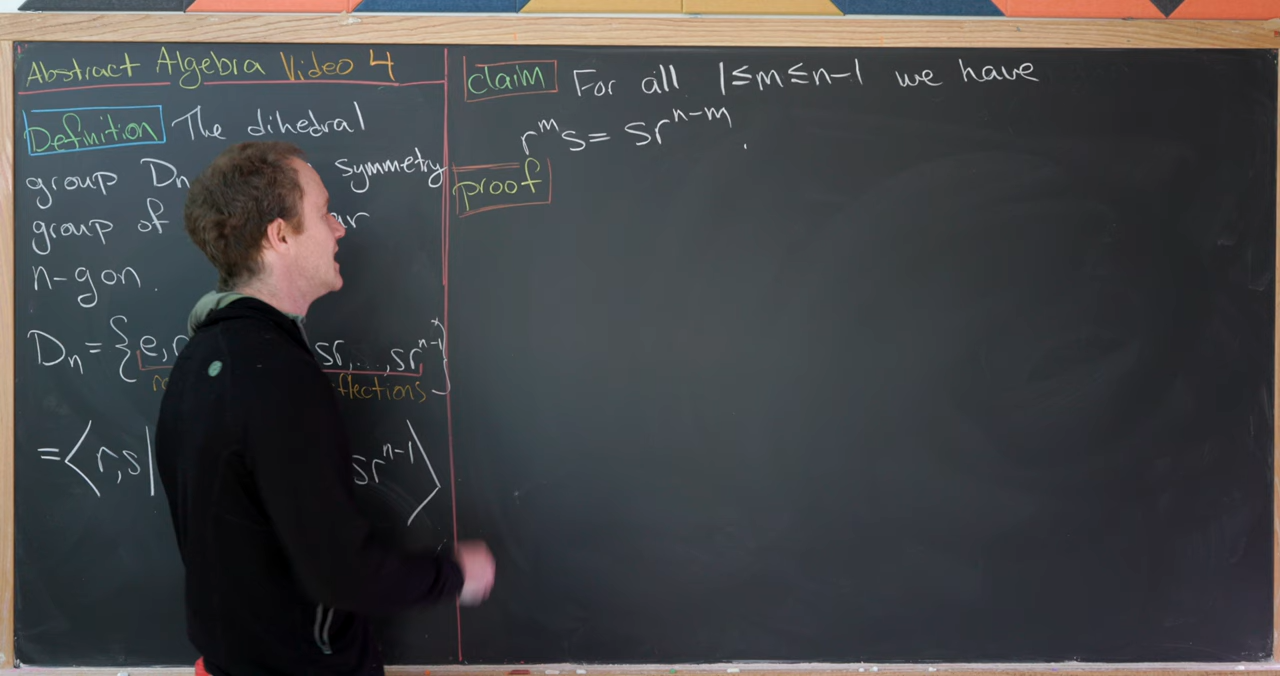 Abstract Algebra Video 4
Definition The dihedral
group Dn symmetry
group of
n-gon.
Dn = {e, sr, ..., sr^{n-1}}
flections
= <r,s| sr^{n-1}>
claim For all 1≤m≤n-1 we have
r^m s = sr^{n-m}.
proof